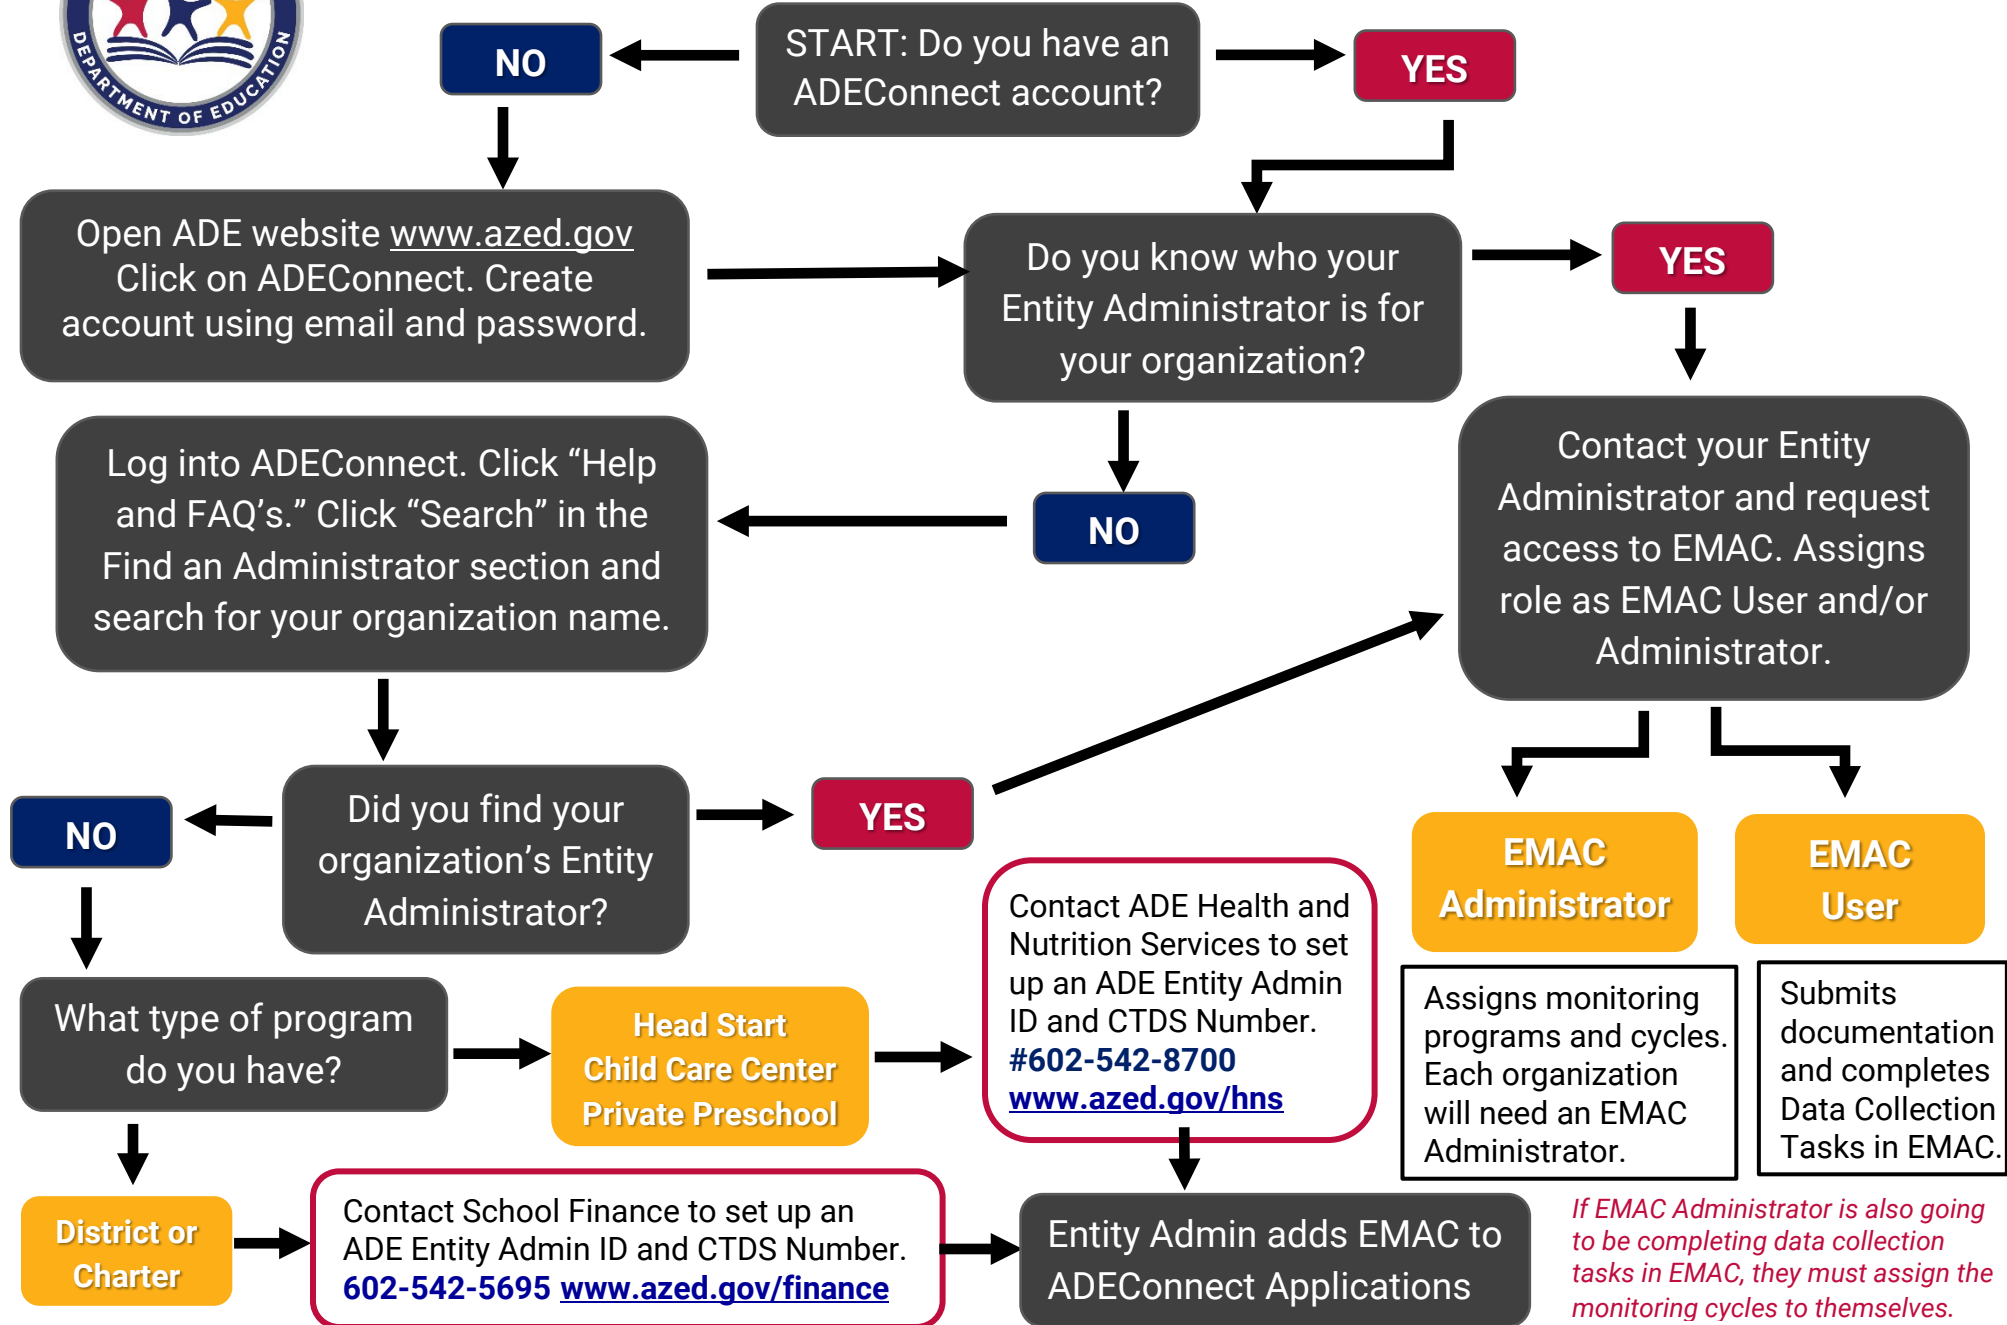 DEPARTMENT OF EDUCATION
NO
START: Do you have an
ADEConnect account?
YES
Open ADE website www.azed.gov
Click on ADEConnect. Create
account using email and password.
Do you know who your
Entity Administrator is for
your organization?
YES
Log into ADEConnect. Click “Help
and FAQ’s.” Click “Search” in the
Find an Administrator section and
search for your organization name.
NO
Contact your Entity
Administrator and request
access to EMAC. Assigns
role as EMAC User and/or
Administrator.
NO
Did you find your
organization’s Entity
Administrator?
YES
EMAC
Administrator
EMAC
User
What type of program
do you have?
Head Start
Child Care Center
Private Preschool
Contact ADE Health and
Nutrition Services to set
up an ADE Entity Admin
ID and CTDS Number.
#602-542-8700
www.azed.gov/hns
Assigns monitoring
programs and cycles.
Each organization
will need an EMAC
Administrator.
Submits
documentation
and completes
Data Collection
Tasks in EMAC.
District or
Charter
Contact School Finance to set up an
ADE Entity Admin ID and CTDS Number.
602-542-5695 www.azed.gov/finance
Entity Admin adds EMAC to
ADEConnect Applications
If EMAC Administrator is also going
to be completing data collection
tasks in EMAC, they must assign the
monitoring cycles to themselves.